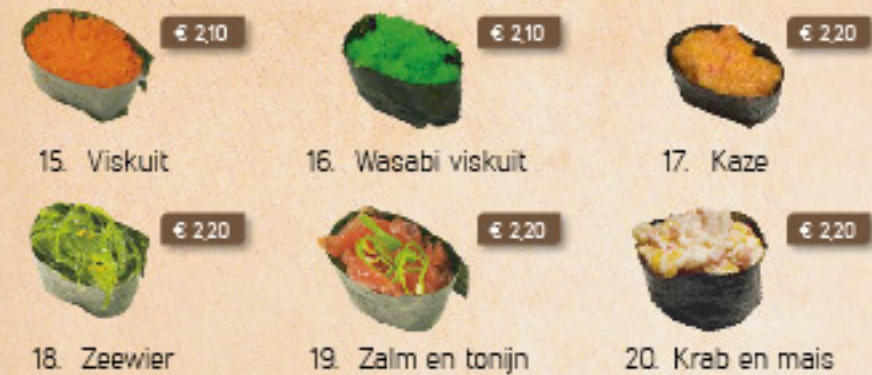 € 2,10
€ 2,10
€ 2,20
15. Viskuit
16. Wasabi viskuit
17. Kaze
€ 2,20
€ 2,20
€ 2,20
18. Zeewier
19. Zalm en tonijn
20. Krab en mais